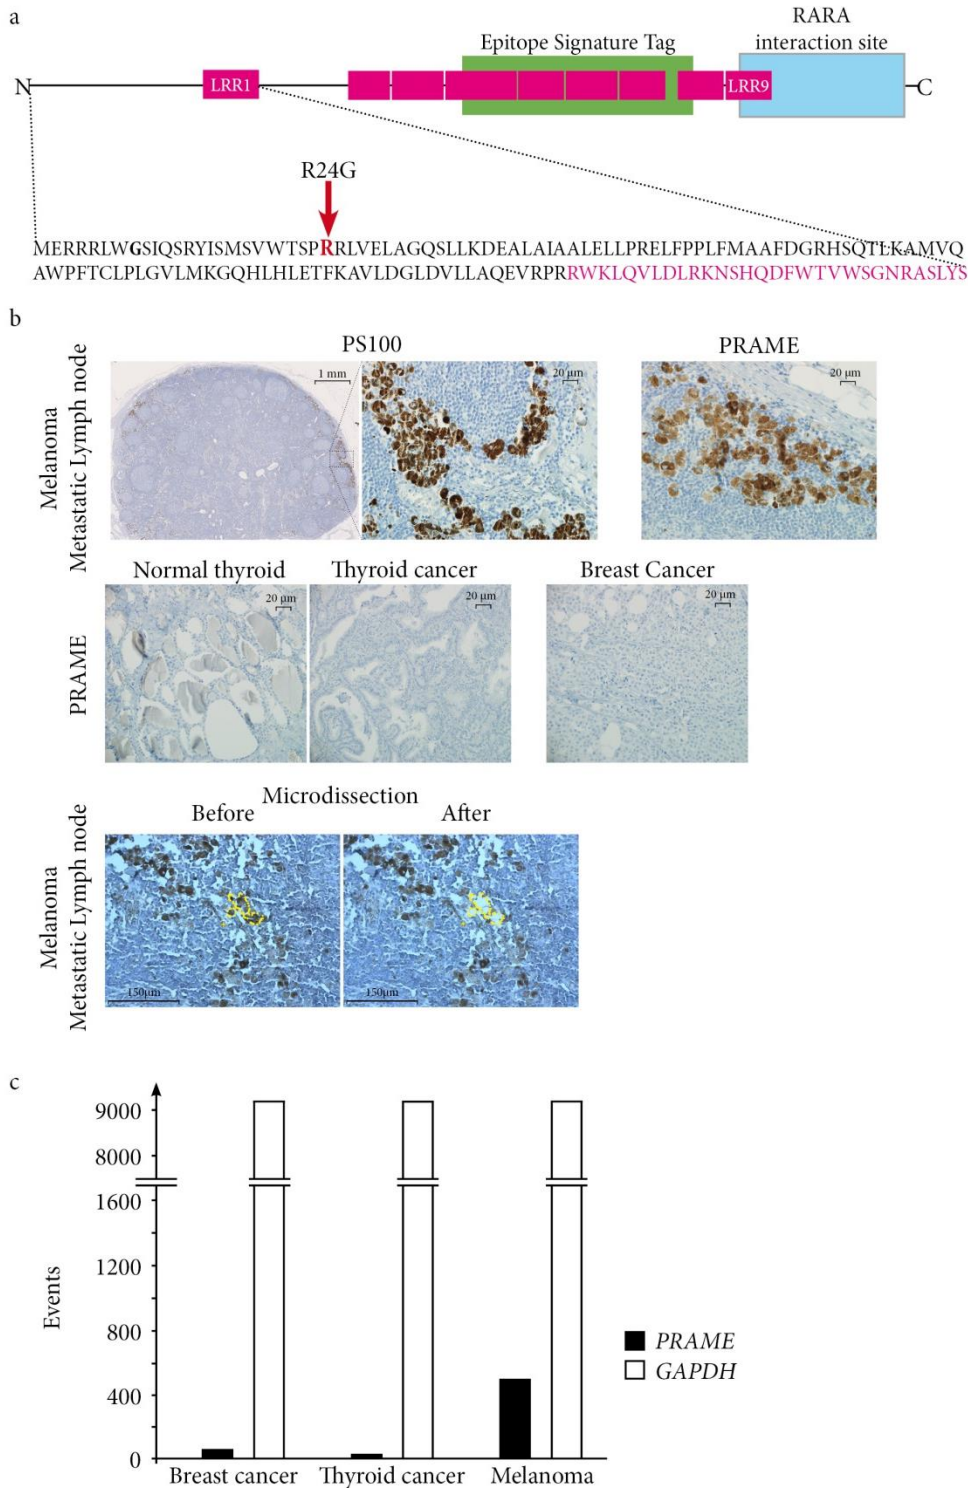 a
RARA
Epitope Signature Tag
interaction site
N
LRR1
LRR9
C
R24G
MERRRLWGSIQSRYISMSVWTSPRRLVELAGQSLLKDEALAIAALELLPRELFPPLFMAAFDGRHSQTLKAMVQ
AWPFTCLPLGVLMKGQHLHLETFKAVLDGLDVLLAQEVRPRRWKLQVLDLRKNSHQDFWTVWSGNRASLYS
b
PS100
PRAME
Melanoma
Metastatic Lymph node
1 mm
20 µm
20 µm
Normal thyroid
Thyroid cancer
Breast Cancer
PRAME
20 µm
20 µm
20 µm
Microdissection
Before
After
Melanoma
Metastatic Lymph node
150µm
150µm
c
9000
8000
1600
1200
800
400
0
Events
PRAME
GAPDH
Breast cancer
Thyroid cancer
Melanoma